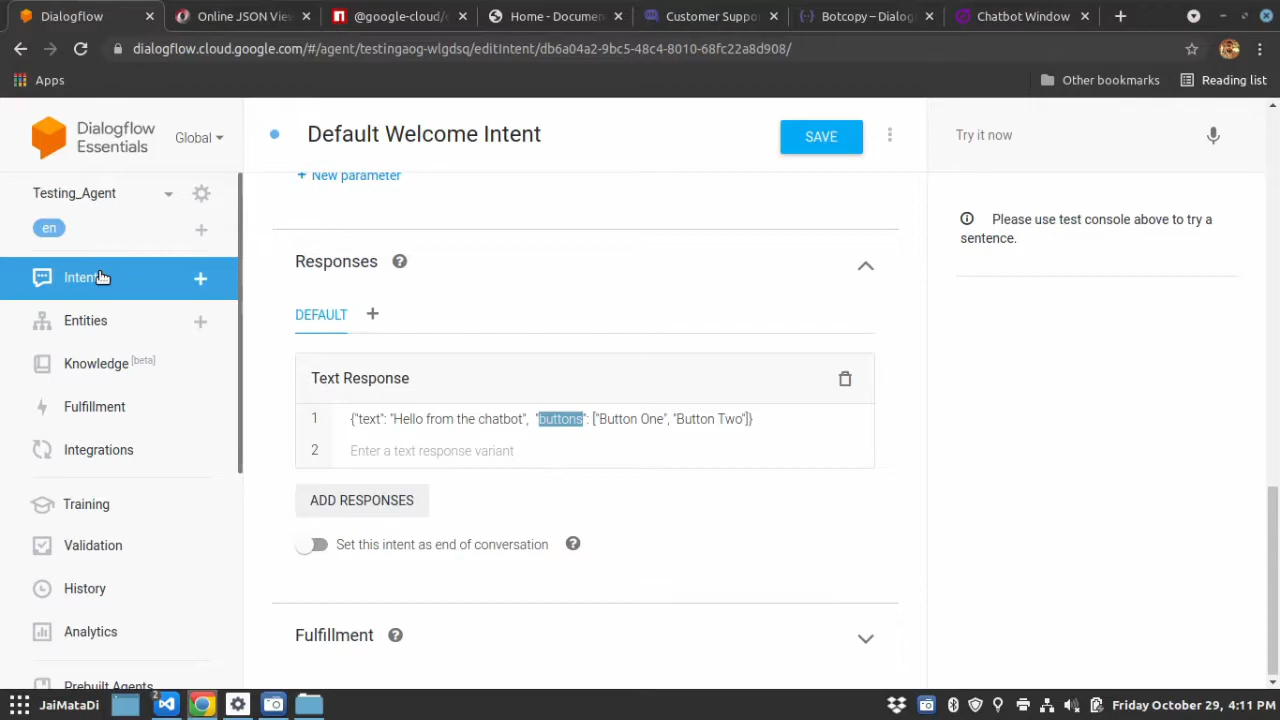 Dialogflow
Online JSON View
@google-cloud/
Home - Documen
Customer Suppo
Botcopy – Dialog
Chatbot Window
dialogflow.cloud.google.com/#/agent/testingaog-wlgdsq/editIntent/db6a04a2-9bc5-48c4-8010-68fc22a8d908/
Apps
Other bookmarks
Reading list
Dialogflow
Essentials
Global
Default Welcome Intent
SAVE
Try it now
Testing_Agent
en
+ New parameter
Please use test console above to try a
sentence.
Intent
Entities
Knowledge [beta]
Fulfillment
Integrations
Training
Validation
History
Analytics
Prebuilt Agents
Responses
DEFAULT
Text Response
1 {"text": "Hello from the chatbot", "buttons": ["Button One", "Button Two"]}
2 Enter a text response variant
ADD RESPONSES
Set this intent as end of conversation
Fulfillment
JaiMataDi
2
Friday October 29, 4:11 PM